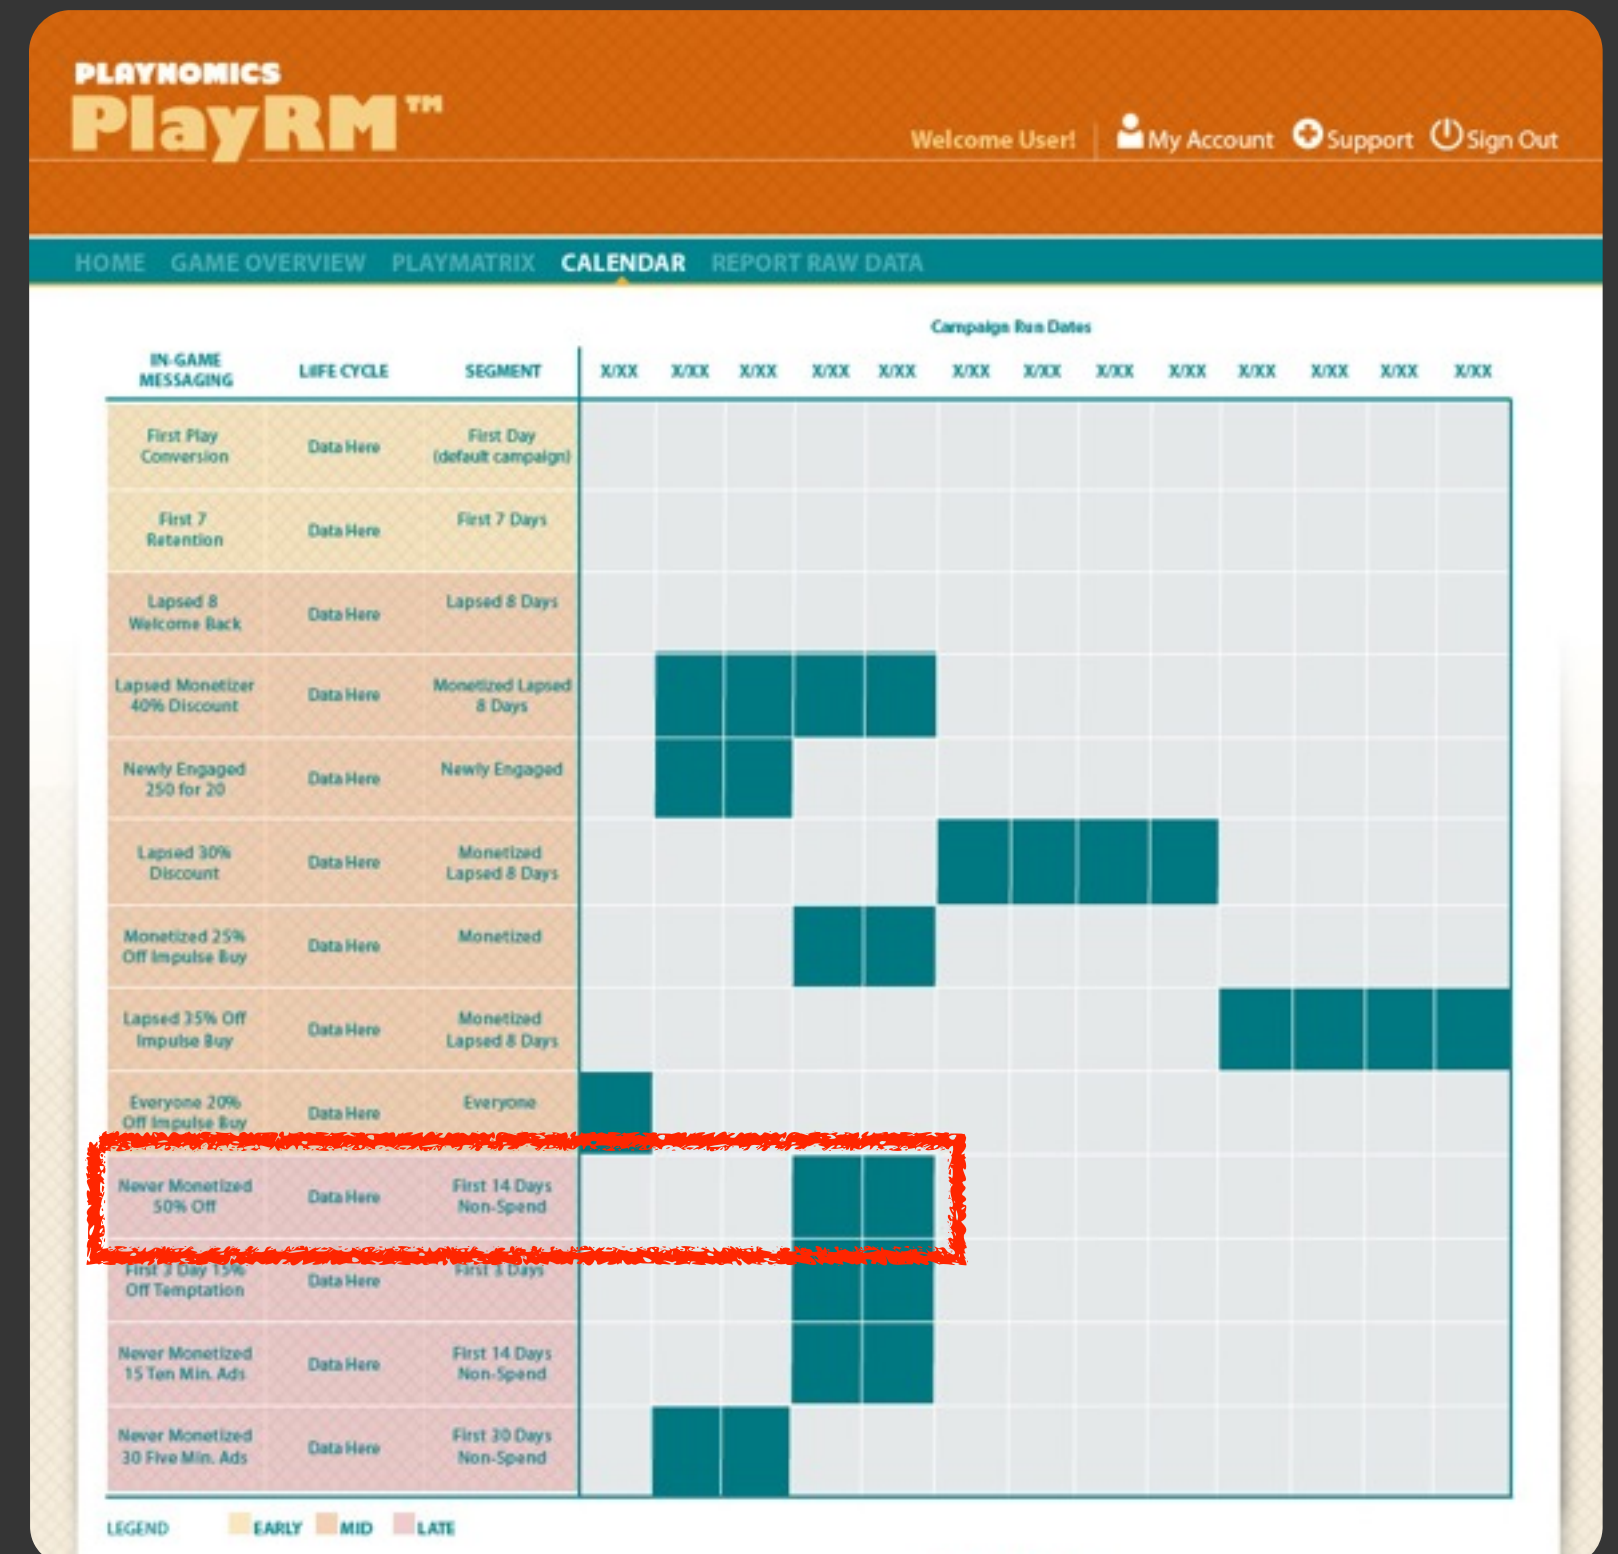 PLAYNOMICS
PlayRM™
Welcome User! My Account Support Sign Out
HOME GAME OVERVIEW PLAYMATRIX CALENDAR REPORT RAW DATA
Campaign Run Dates
IN-GAME
MESSAGING
LIIFE CYCLE
SEGMENT
X/XX X/XX X/XX X/XX X/XX X/XX X/XX X/XX X/XX X/XX X/XX X/XX X/XX
First Play
Conversion
Data Here
First Day
(default campaign)
First 7
Retention
Data Here
First 7 Days
Lapsed 8
Welcome Back
Data Here
Lapsed 8 Days
Lapsed Monetizer
40% Discount
Data Here
Monetized Lapsed
8 Days
Newly Engaged
250 for 20
Data Here
Newly Engaged
Lapsed 30%
Discount
Data Here
Monetized
Lapsed 8 Days
Monetized 25%
Off Impulse Buy
Data Here
Monetized
Lapsed 35% Off
Impulse Buy
Data Here
Monetized
Lapsed 8 Days
Everyone 20%
Off Impulse Buy
Data Here
Everyone
Never Monetized
50% Off
Data Here
First 14 Days
Non-Spend
First 3 Day 15%
Off Temptation
Data Here
First 3 Days
Never Monetized
15 Ten Min. Ads
Data Here
First 14 Days
Non-Spend
Never Monetized
30 Five Min. Ads
Data Here
First 30 Days
Non-Spend
LEGEND EARLY MID LATE